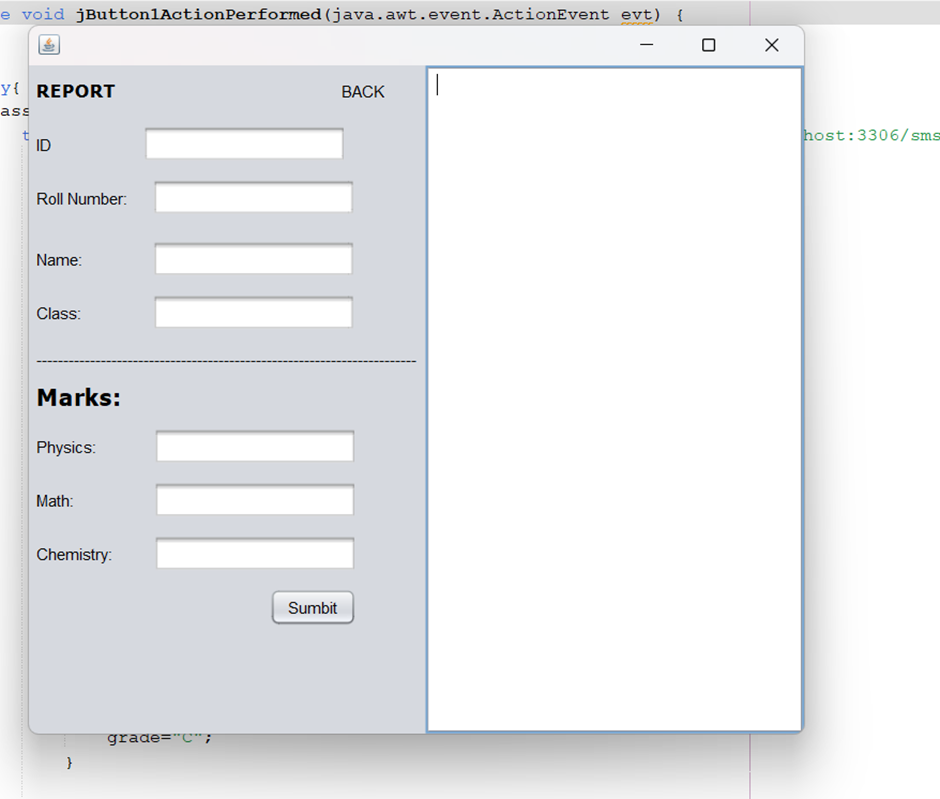 e void jButton1ActionPerformed(java.awt.event.ActionEvent evt) {
y{
ass
REPORT BACK
t host:3306/sms
ID
Roll Number:
Name:
Class:
-----------------------------------------------------------------------
Marks:
Physics:
Math:
Chemistry:
Sumbit
grade="C";
}